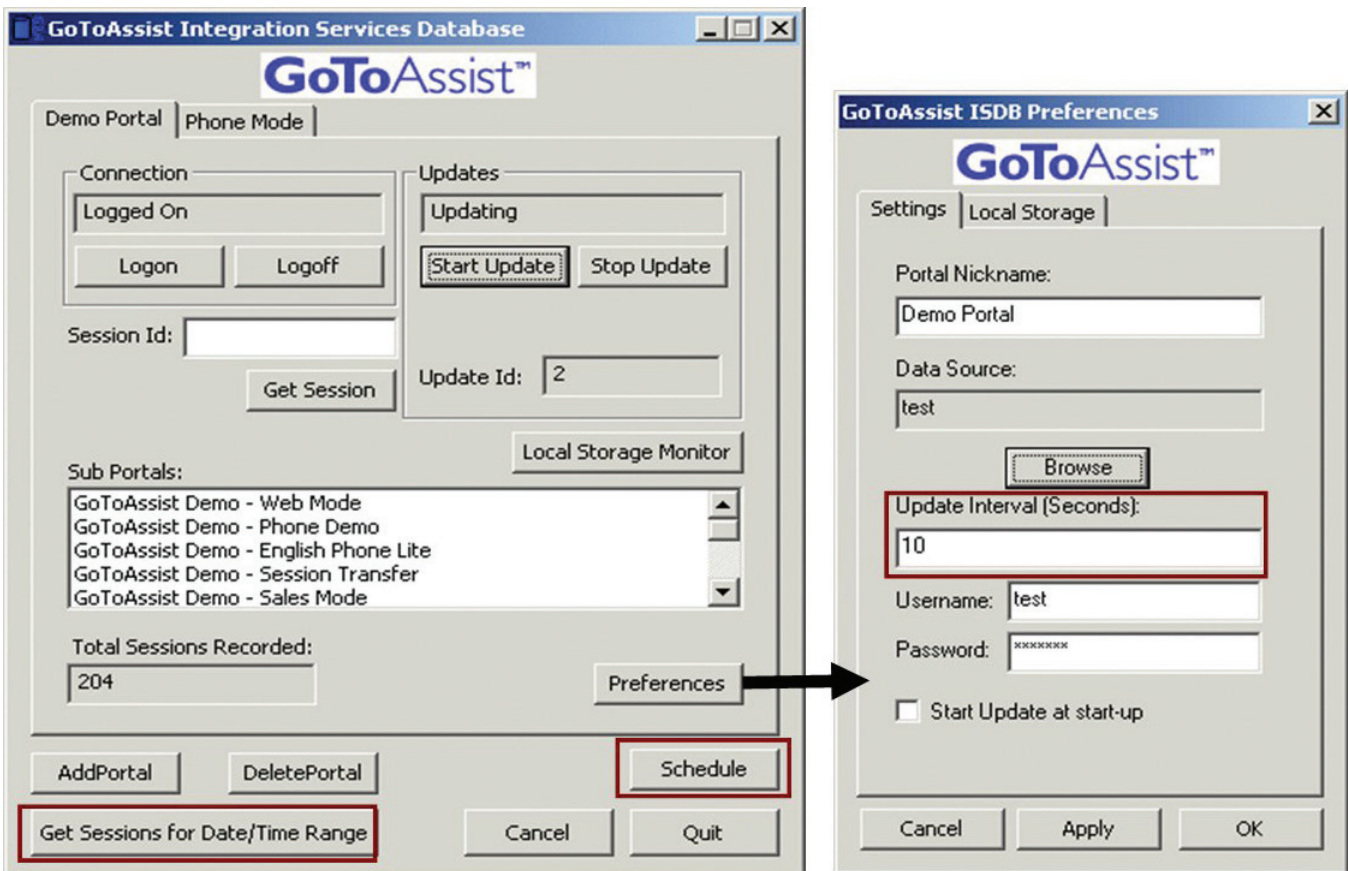 GoToAssist Integration Services Database
GoToAssist™
Demo Portal
Phone Mode
Connection
Logged On
Logon
Logoff
Updates
Updating
Start Update
Stop Update
Session Id:
Get Session
Update Id:
2
Local Storage Monitor
Sub Portals:
GoToAssist Demo - Web Mode
GoToAssist Demo - Phone Demo
GoToAssist Demo - English Phone Lite
GoToAssist Demo - Session Transfer
GoToAssist Demo - Sales Mode
Total Sessions Recorded:
204
Preferences
AddPortal
DeletePortal
Schedule
Get Sessions for Date/Time Range
Cancel
Quit
GoToAssist ISDB Preferences
GoToAssist™
Settings
Local Storage
Portal Nickname:
Demo Portal
Data Source:
test
Browse
Update Interval (Seconds):
10
Username:
test
Password:
*******
Start Update at start-up
Cancel
Apply
OK